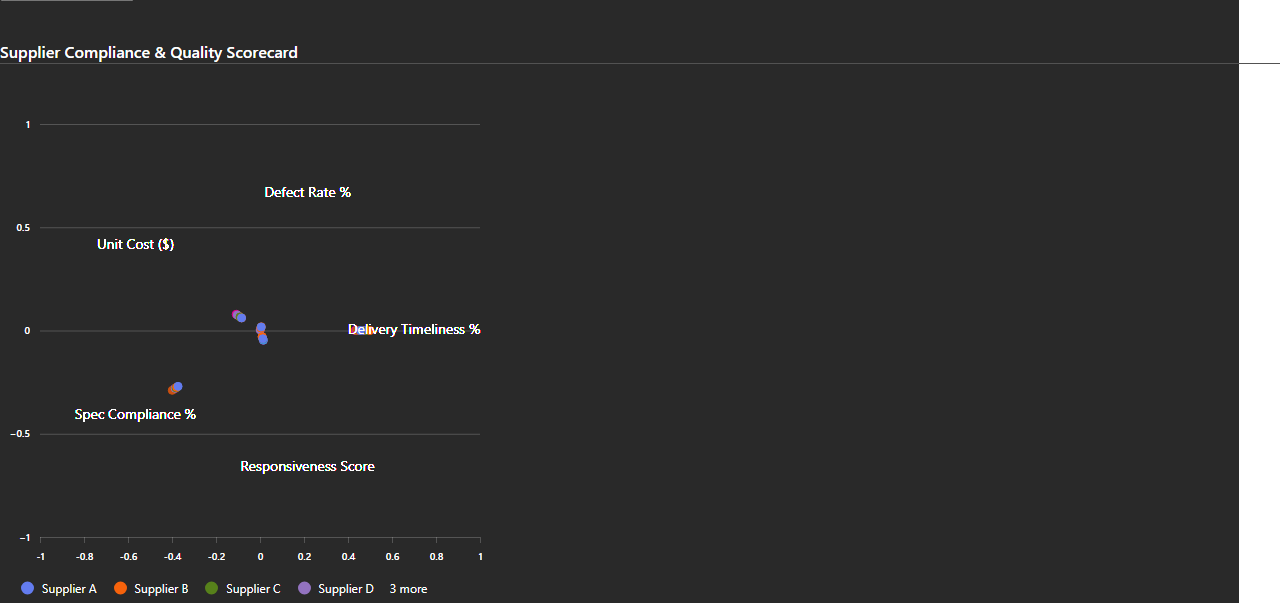 Supplier Compliance & Quality Scorecard
1
Defect Rate %
0.5
Unit Cost ($)
0
Delivery Timeliness %
Spec Compliance %
−0.5
Responsiveness Score
−1
-1 -0.8 -0.6 -0.4 -0.2 0 0.2 0.4 0.6 0.8 1
Supplier A Supplier B Supplier C Supplier D 3 more